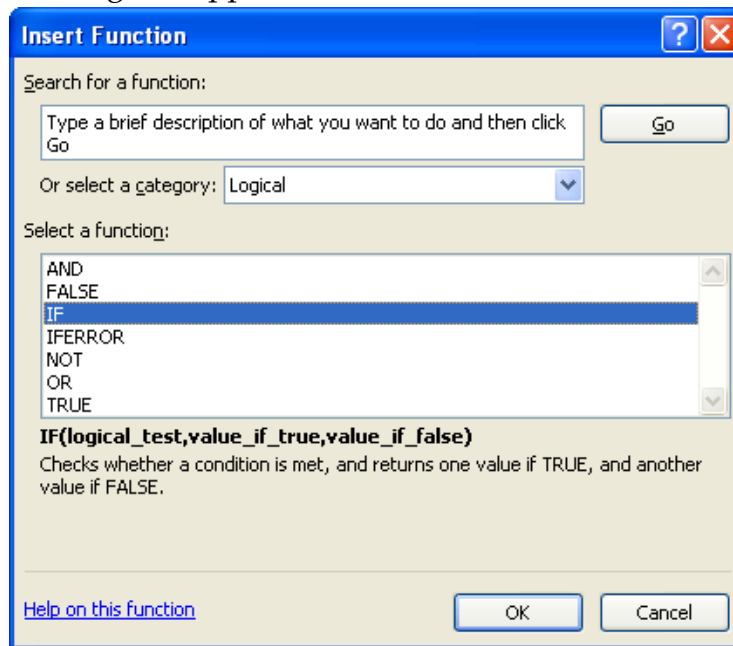 Insert Function
Search for a function:
Type a brief description of what you want to do and then click
Go
Go
Or select a category: Logical
Select a function:
AND
FALSE
IF
IFERROR
NOT
OR
TRUE
IF(logical_test,value_if_true,value_if_false)
Checks whether a condition is met, and returns one value if TRUE, and another
value if FALSE.
Help on this function
OK
Cancel